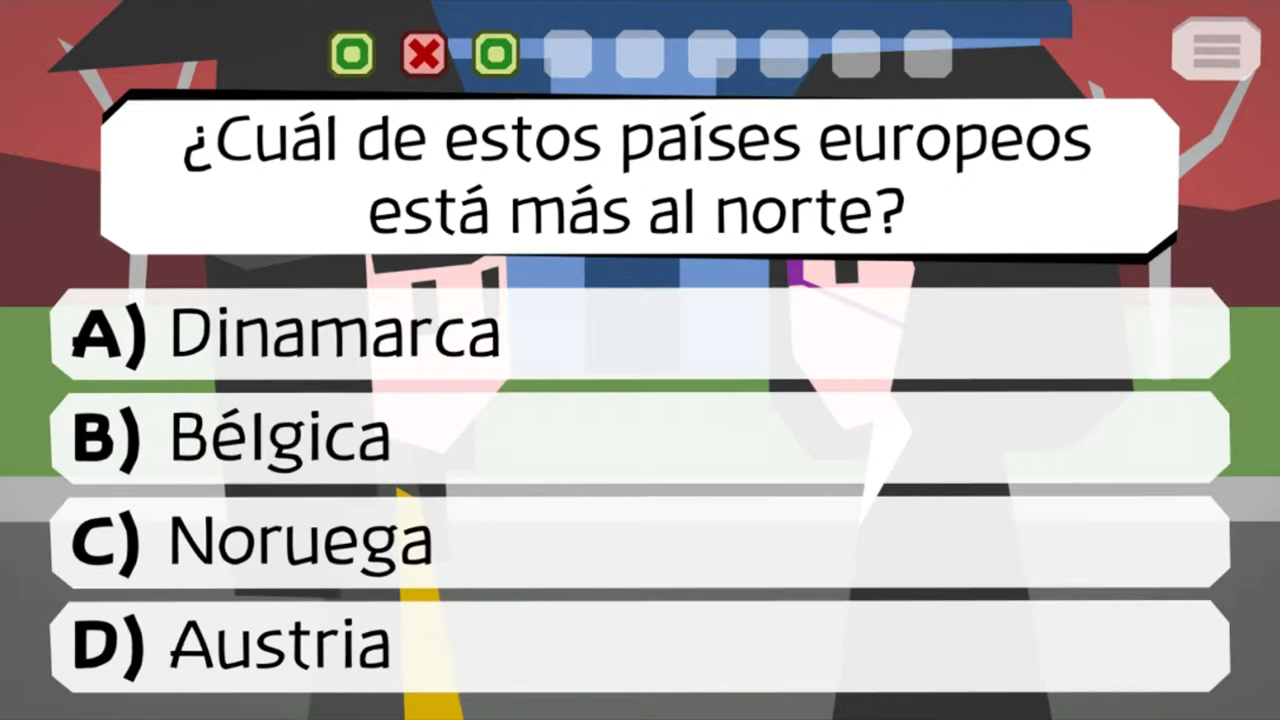 ¿Cuál de estos países europeos
está más al norte?
A) Dinamarca
B) Bélgica
C) Noruega
D) Austria